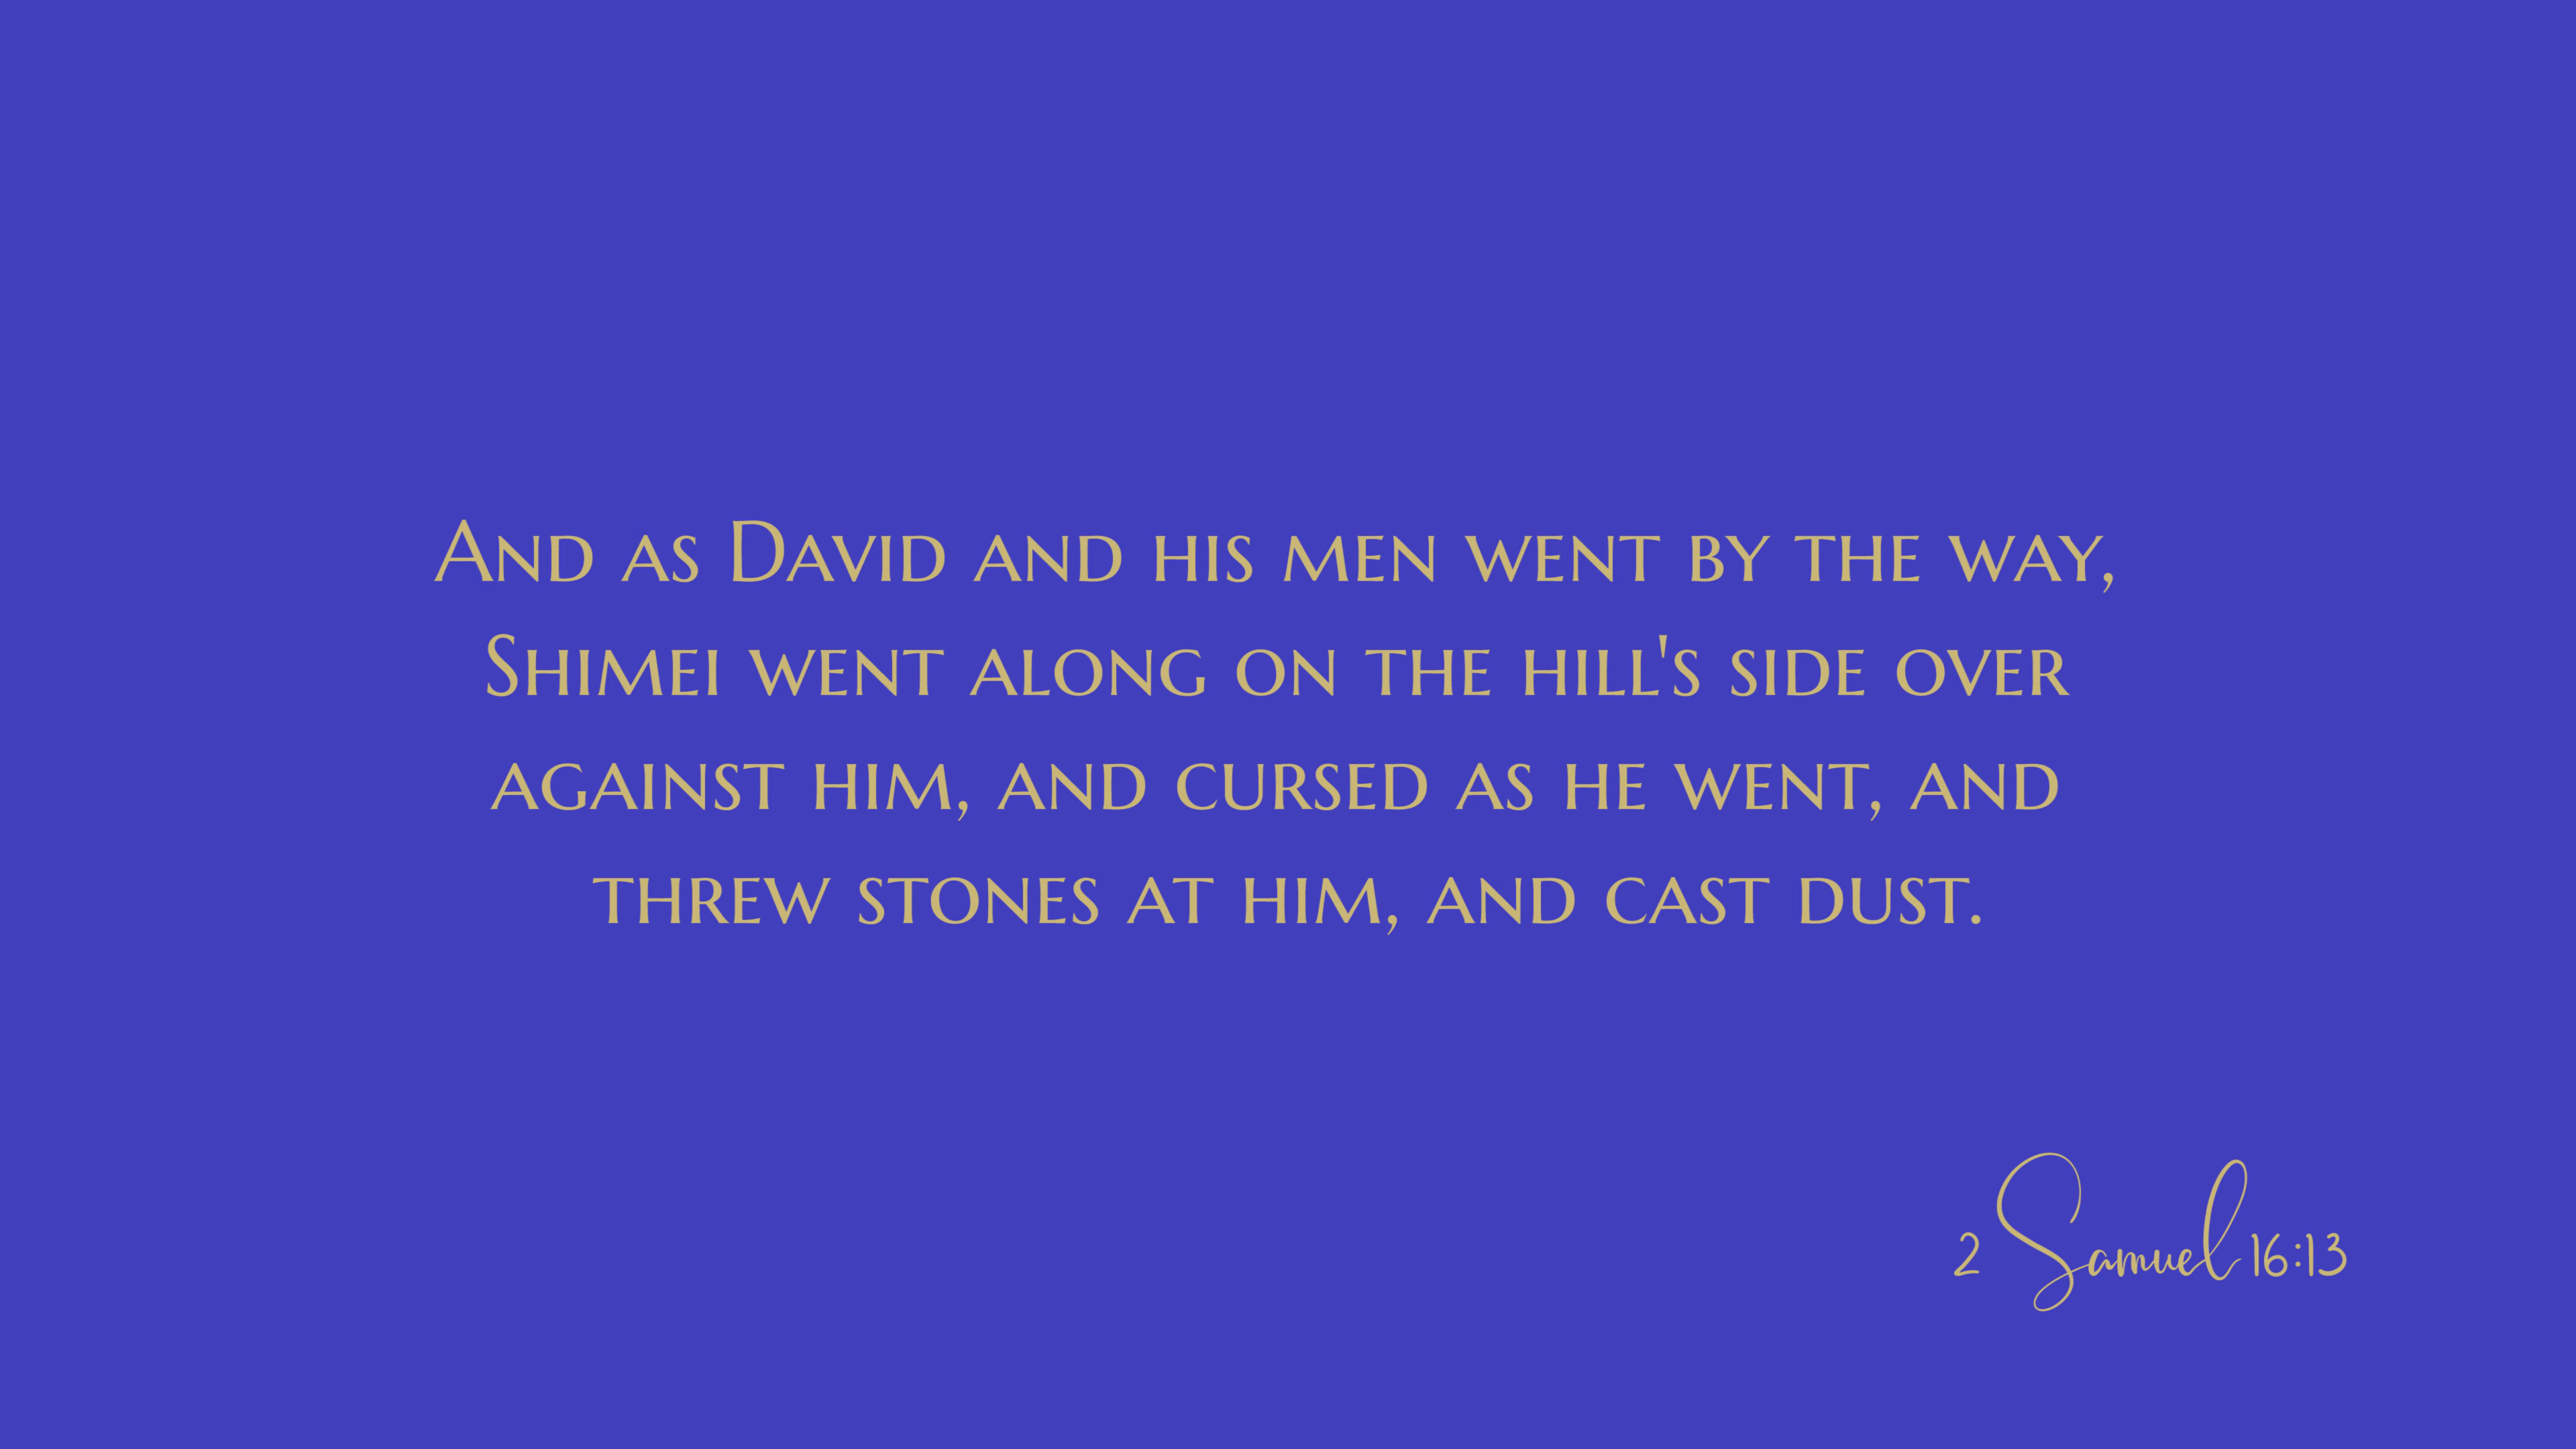 And as David and his men went by the way,
Shimei went along on the hill's side over
against him, and cursed as he went, and
threw stones at him, and cast dust.
2 Samuel 16:13